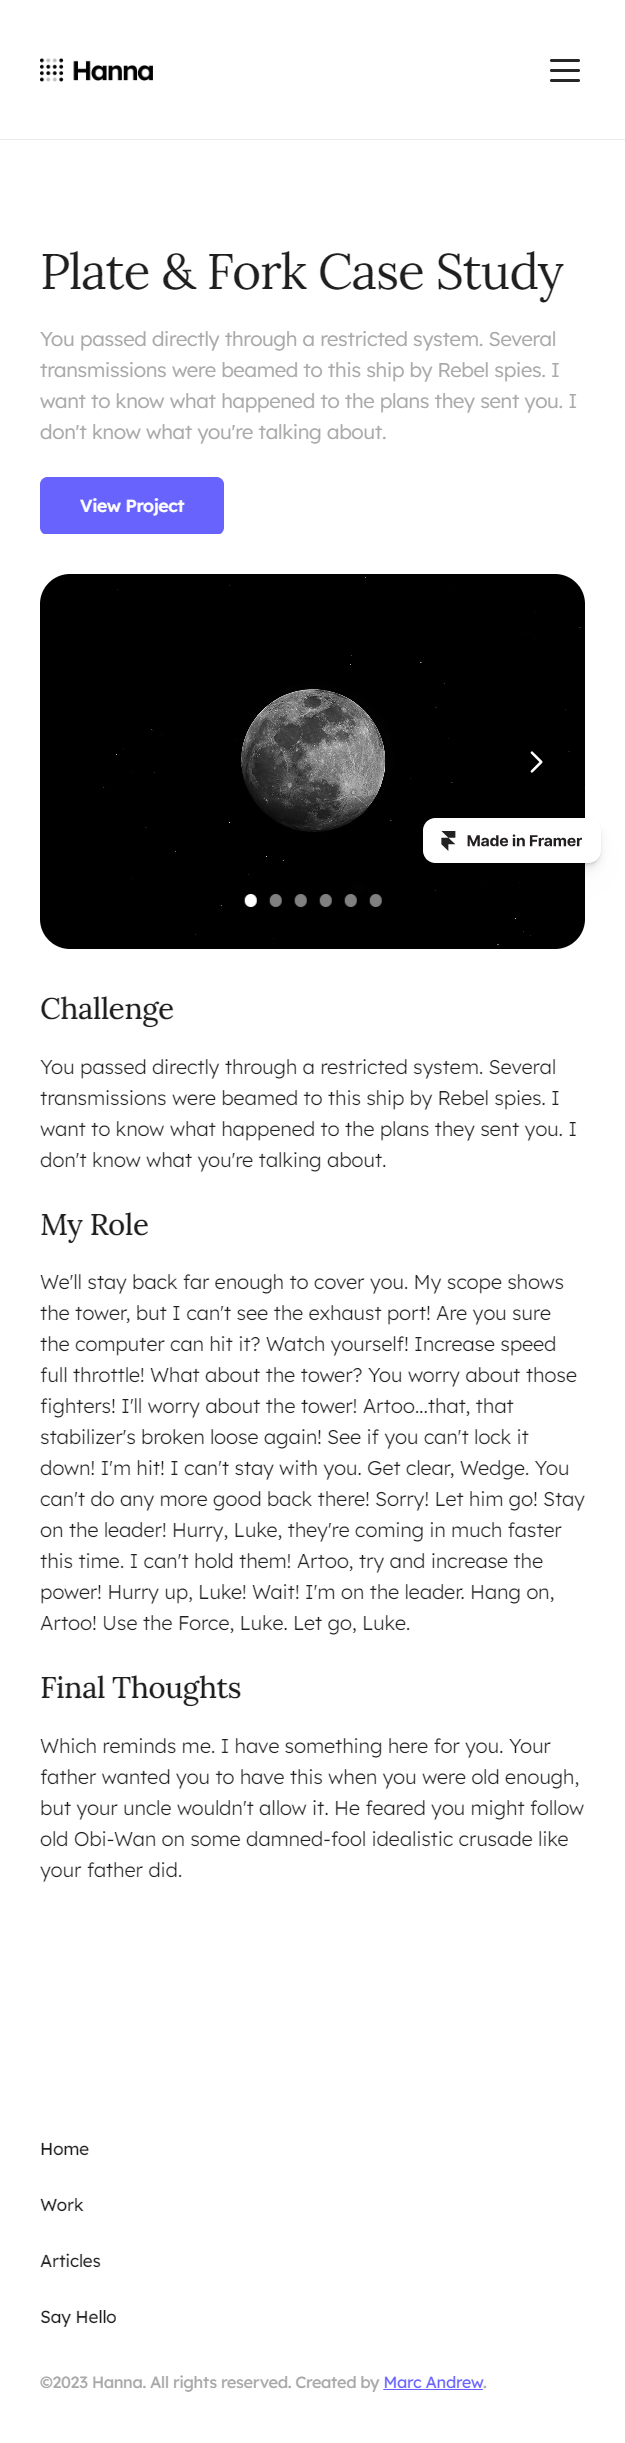 Hanna
Plate & Fork Case Study
You passed directly through a restricted system. Several
transmissions were beamed to this ship by Rebel spies. I
want to know what happened to the plans they sent you. I
don't know what you're talking about.
View Project
Made in Framer
Challenge
You passed directly through a restricted system. Several
transmissions were beamed to this ship by Rebel spies. I
want to know what happened to the plans they sent you. I
don't know what you're talking about.
My Role
We'll stay back far enough to cover you. My scope shows
the tower, but I can't see the exhaust port! Are you sure
the computer can hit it? Watch yourself! Increase speed
full throttle! What about the tower? You worry about those
fighters! I'll worry about the tower! Artoo...that, that
stabilizer's broken loose again! See if you can't lock it
down! I'm hit! I can't stay with you. Get clear, Wedge. You
can't do any more good back there! Sorry! Let him go! Stay
on the leader! Hurry, Luke, they're coming in much faster
this time. I can't hold them! Artoo, try and increase the
power! Hurry up, Luke! Wait! I'm on the leader. Hang on,
Artoo! Use the Force, Luke. Let go, Luke.
Final Thoughts
Which reminds me. I have something here for you. Your
father wanted you to have this when you were old enough,
but your uncle wouldn't allow it. He feared you might follow
old Obi-Wan on some damned-fool idealistic crusade like
your father did.
Home
Work
Articles
Say Hello
©2023 Hanna. All rights reserved. Created by Marc Andrew.